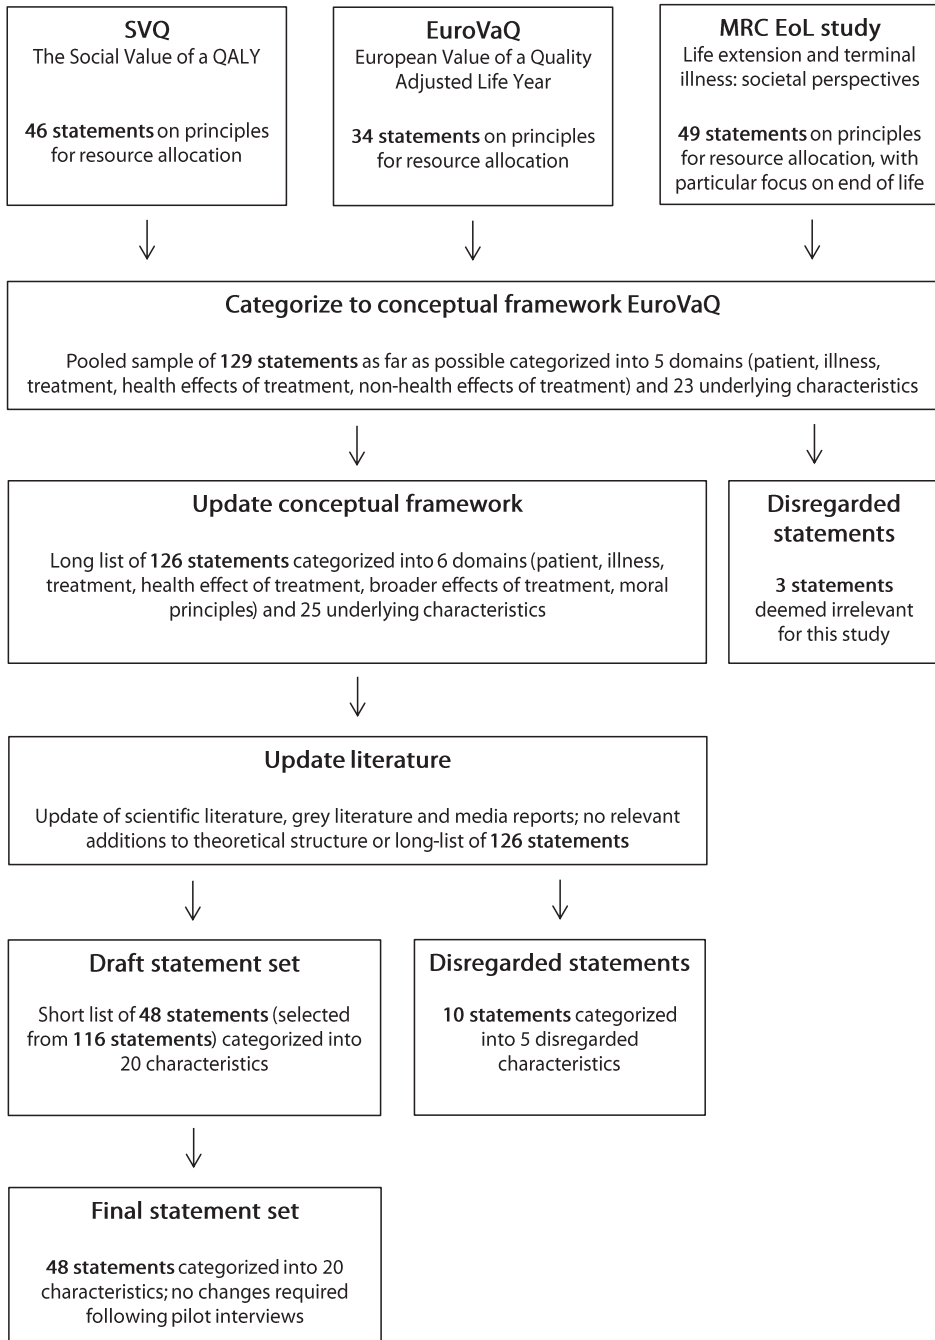 SVQ
The Social Value of a QALY
46 statements on principles
for resource allocation
EuroVaQ
European Value of a Quality
Adjusted Life Year
34 statements on principles
for resource allocation
MRC EoL study
Life extension and terminal
illness: societal perspectives
49 statements on principles
for resource allocation, with
particular focus on end of life
Categorize to conceptual framework EuroVaQ
Pooled sample of 129 statements as far as possible categorized into 5 domains (patient, illness,
treatment, health effects of treatment, non-health effects of treatment) and 23 underlying characteristics
Update conceptual framework
Long list of 126 statements categorized into 6 domains (patient, illness,
treatment, health effect of treatment, broader effects of treatment, moral
principles) and 25 underlying characteristics
Disregarded
statements
3 statements
deemed irrelevant
for this study
Update literature
Update of scientific literature, grey literature and media reports; no relevant
additions to theoretical structure or long-list of 126 statements
Draft statement set
Short list of 48 statements (selected
from 116 statements) categorized into
20 characteristics
Disregarded statements
10 statements categorized
into 5 disregarded
characteristics
Final statement set
48 statements categorized into 20
characteristics; no changes required
following pilot interviews